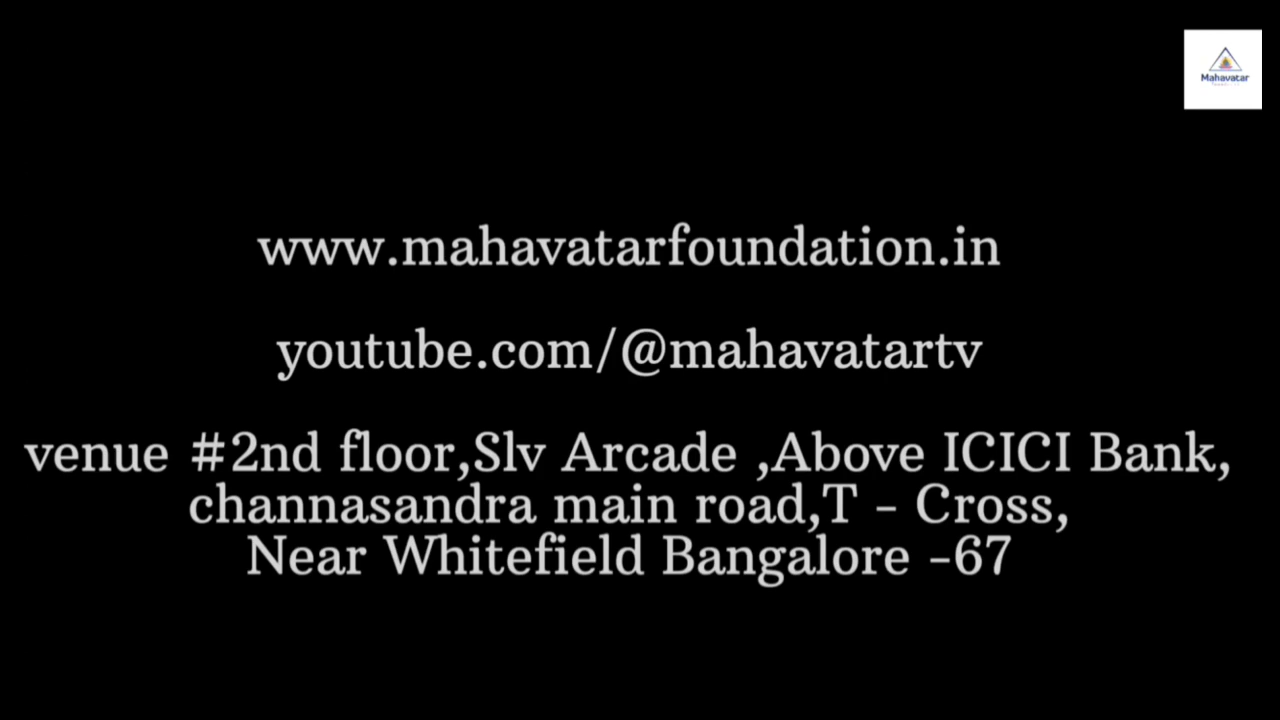 Mahavatar
www.mahavatarfoundation.in
youtube.com/@mahavatartv
venue #2nd floor,Slv Arcade ,Above ICICI Bank,
channasandra main road,T - Cross,
Near Whitefield Bangalore -67